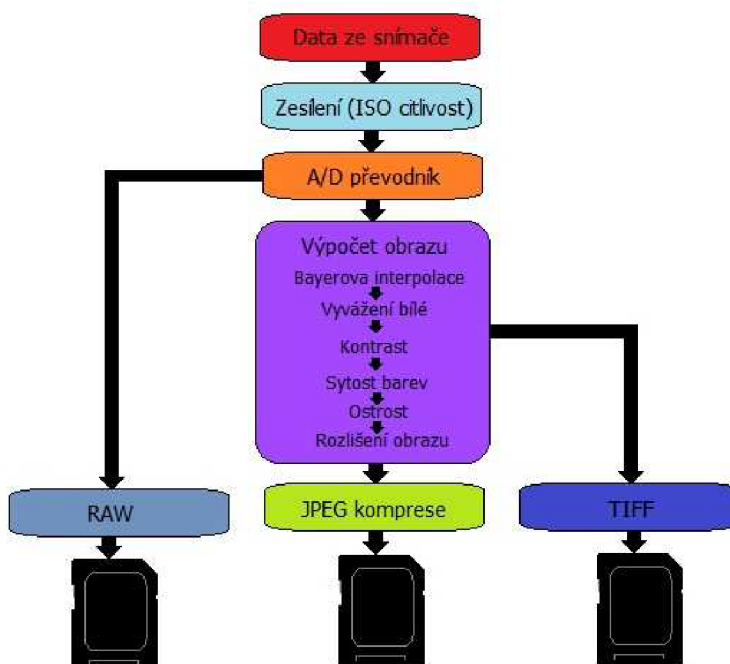 Data ze snímače
Zesílení (ISO citlivost)
A/D převodník
Výpočet obrazu
Bayerova interpolace
Vyvážení bílé
Kontrast
Sytost barev
Ostrost
Rozlišení obrazu
RAW
JPEG komprese
TIFF